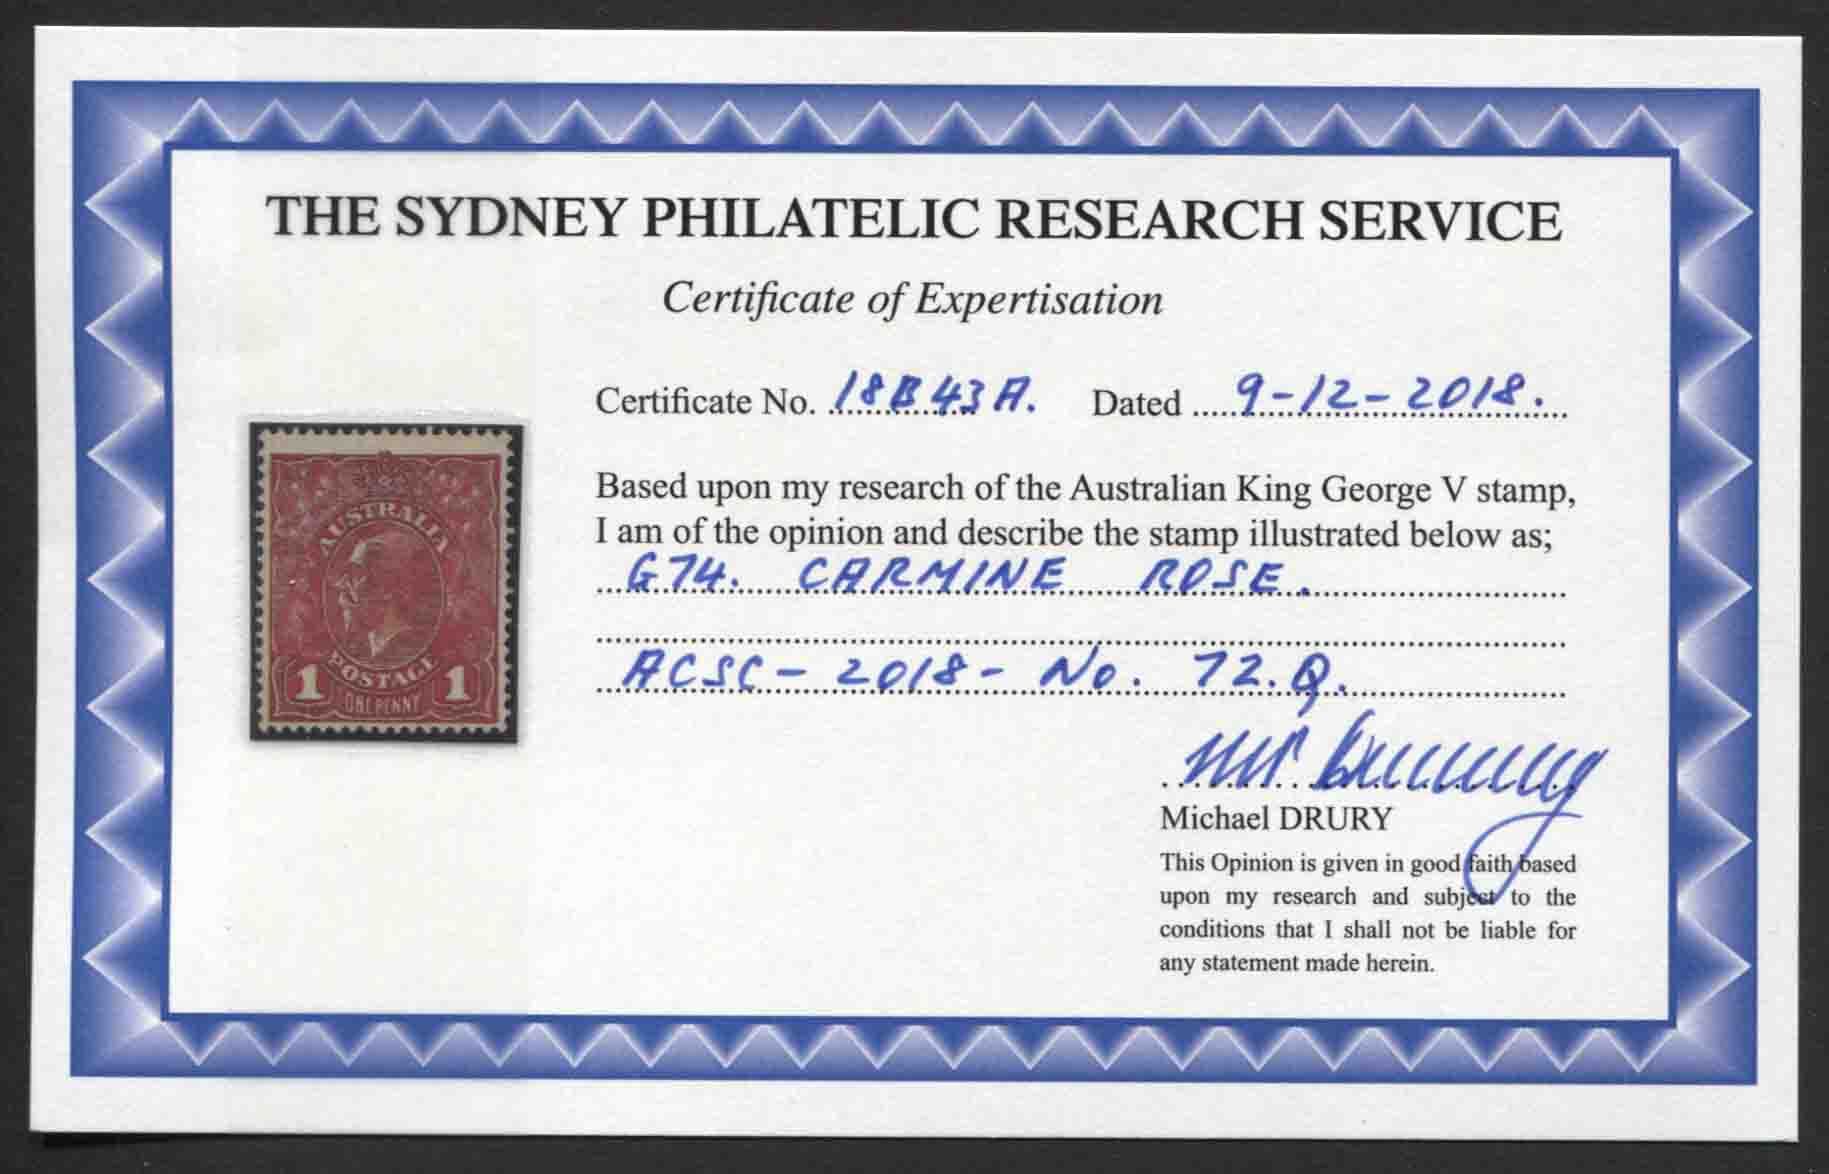 THE SYDNEY PHILATELIC RESEARCH SERVICE
Certificate of Expertisation
Certificate No. 18B43A. Dated 9-12-2018.
Based upon my research of the Australian King George V stamp,
I am of the opinion and describe the stamp illustrated below as;
G74. CARMINE ROSE.
ACSC - 2018 - No. 72.Q.
AUSTRALIA
POSTAGE
1 ONE PENNY 1
Michael DRURY
This Opinion is given in good faith based
upon my research and subject to the
conditions that I shall not be liable for
any statement made herein.